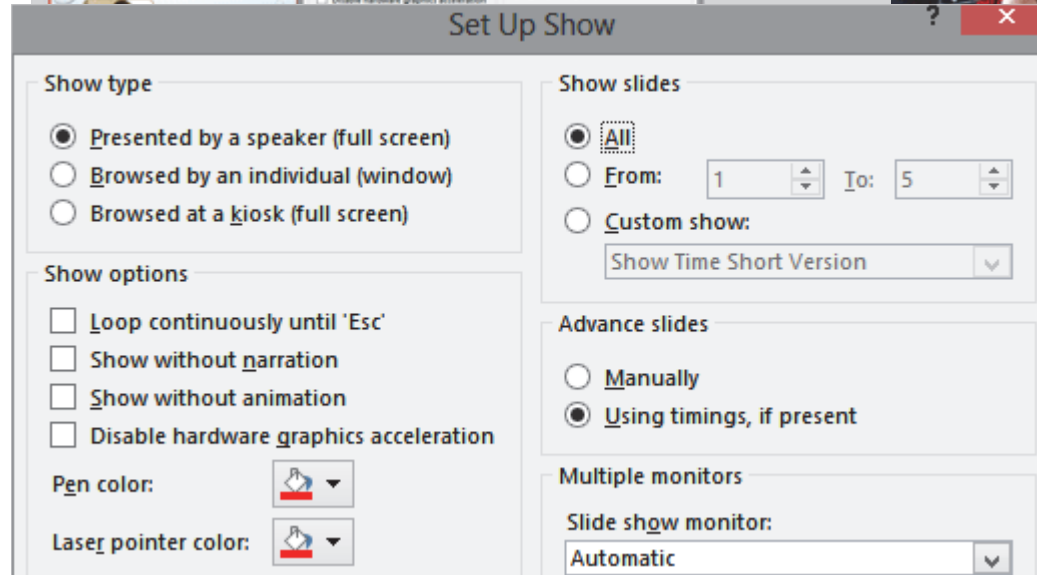 Set Up Show
?
Show type
Presented by a speaker (full screen)
Browsed by an individual (window)
Browsed at a kiosk (full screen)
Show options
Loop continuously until 'Esc'
Show without narration
Show without animation
Disable hardware graphics acceleration
Pen color:
Laser pointer color:
Show slides
All
From: 1 To: 5
Custom show:
Show Time Short Version
Advance slides
Manually
Using timings, if present
Multiple monitors
Slide show monitor:
Automatic